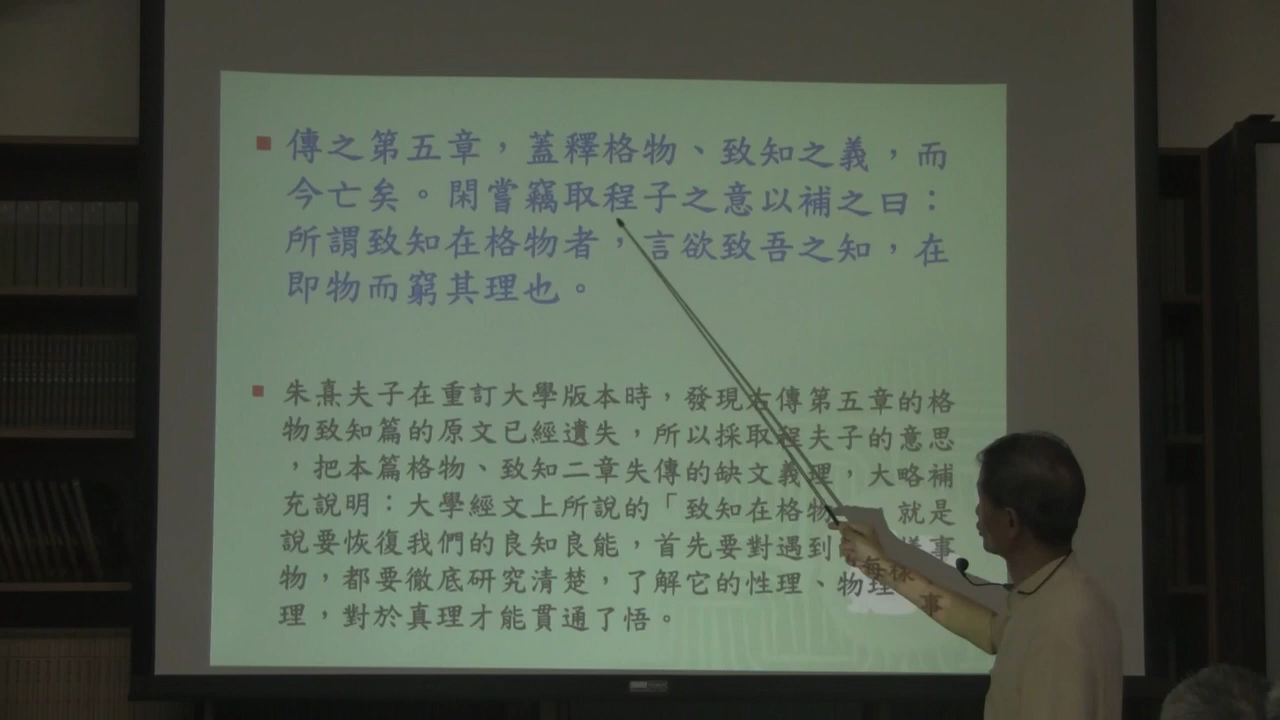 傳之第五章，蓋釋格物、致知之義，而
今亡矣。閑嘗竊取程子之意以補之曰：
所謂致知在格物者，言欲致吾之知，在
即物而窮其理也。
朱熹夫子在重訂大學版本時，發現右傳第五章的格
物致知篇的原文已經遺失，所以採取程夫子的意思
，把本篇格物、致知二章失傳的缺文義理，大略補
充說明：大學經文上所說的「致知在格物 就是
說要恢復我們的良知良能，首先要對遇到 每樣事
物，都要徹底研究清楚，了解它的性理、物理 事
理，對於真理才能貫通了悟。